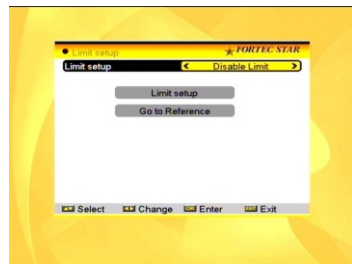 Limit setup
FORTEC STAR
Limit setup
Disable Limit
Limit setup
Go to Reference
Select
Change
Enter
Exit